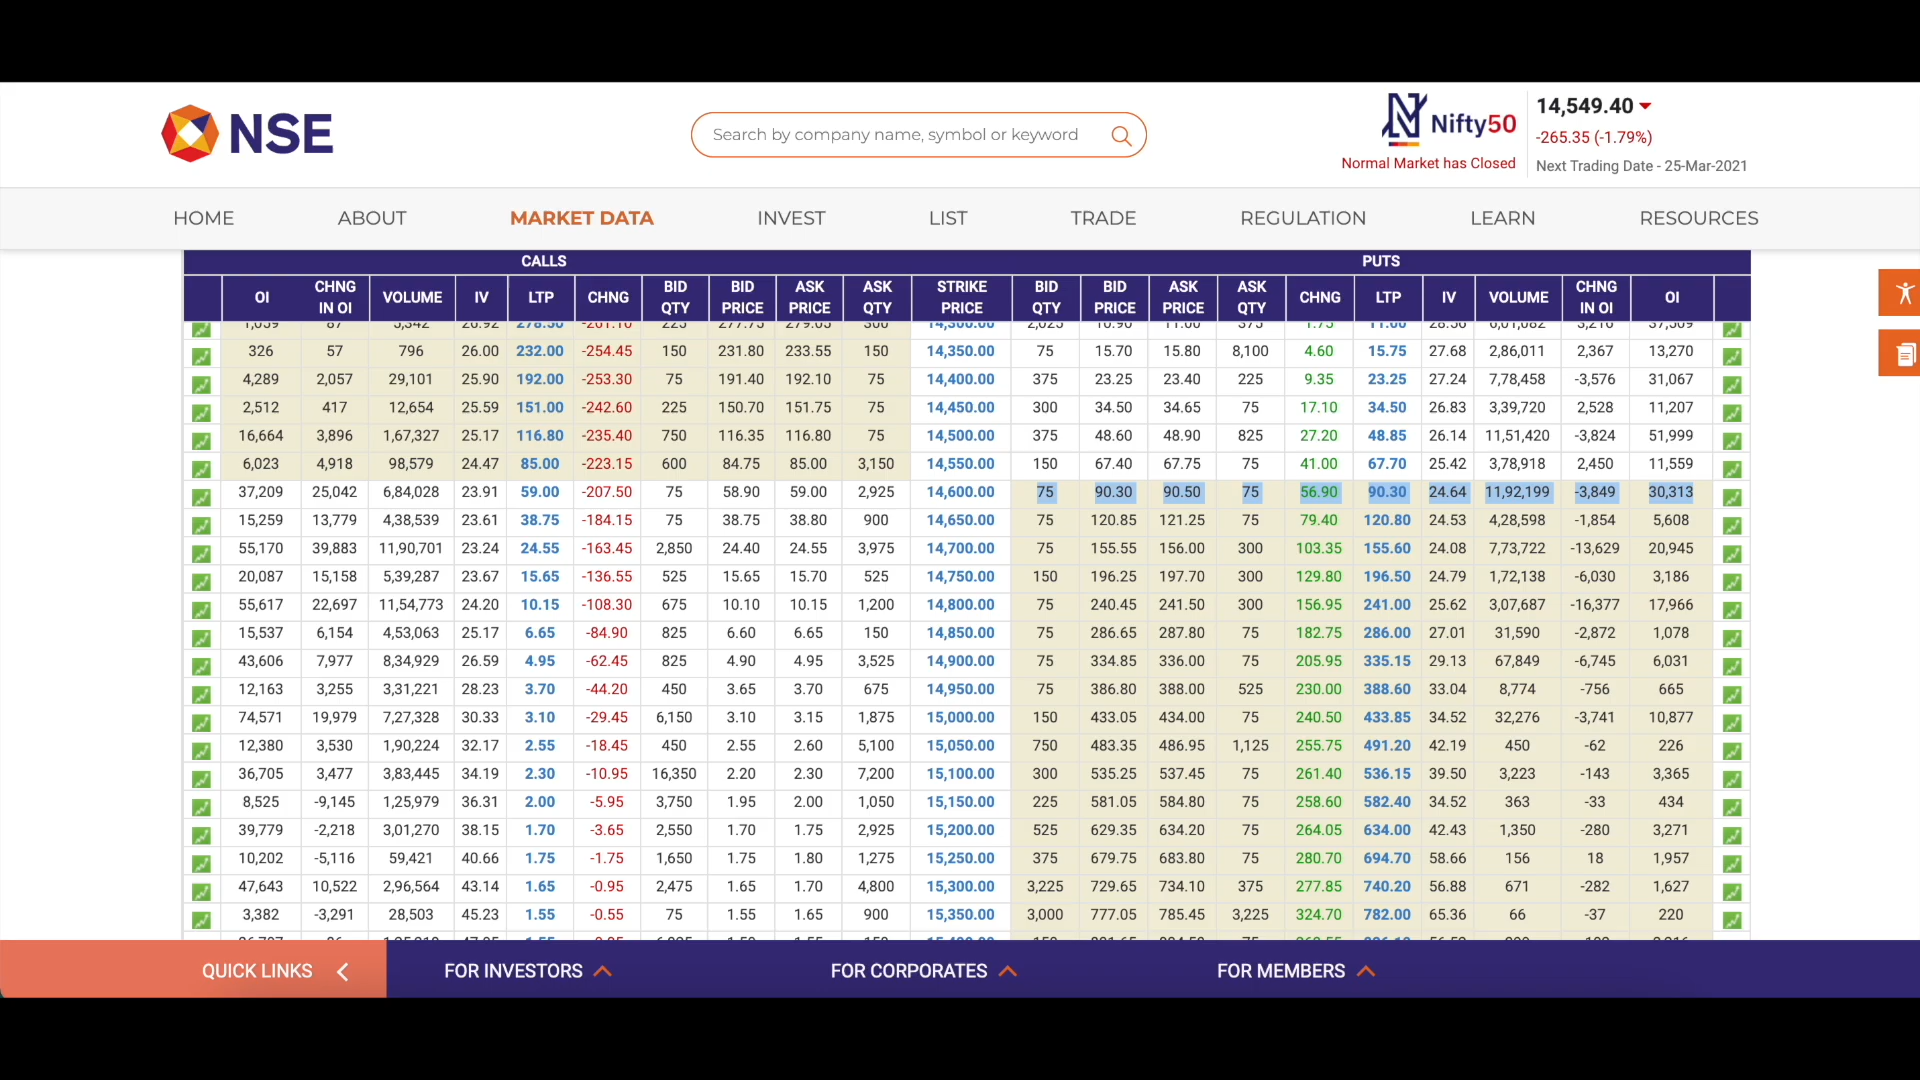 NSE
Search by company name, symbol or keyword
Nifty50
Normal Market has Closed
14,549.40
-265.35 (-1.79%)
Next Trading Date - 25-Mar-2021
HOME ABOUT MARKET DATA INVEST LIST TRADE REGULATION LEARN RESOURCES
CALLS PUTS
OI CHNG IN OI VOLUME IV LTP CHNG BID QTY BID PRICE ASK PRICE ASK QTY STRIKE PRICE BID QTY BID PRICE ASK PRICE ASK QTY CHNG LTP IV VOLUME CHNG IN OI OI
326 57 796 26.00 232.00 -254.45 150 231.80 233.55 150 14,350.00 75 15.70 15.80 8,100 4.60 15.75 27.68 2,86,011 2,367 13,270
4,289 2,057 29,101 25.90 192.00 -253.30 75 191.40 192.10 75 14,400.00 375 23.25 23.40 225 9.35 23.25 27.24 7,78,458 -3,576 31,067
2,512 417 12,654 25.59 151.00 -242.60 225 150.70 151.75 75 14,450.00 300 34.50 34.65 75 17.10 34.50 26.83 3,39,720 2,528 11,207
16,664 3,896 1,67,327 25.17 116.80 -235.40 750 116.35 116.80 75 14,500.00 375 48.60 48.90 825 27.20 48.85 26.14 11,51,420 -3,824 51,999
6,023 4,918 98,579 24.47 85.00 -223.15 600 84.75 85.00 3,150 14,550.00 150 67.40 67.75 75 41.00 67.70 25.42 3,78,918 2,450 11,559
37,209 25,042 6,84,028 23.91 59.00 -207.50 75 58.90 59.00 2,925 14,600.00 75 90.30 90.50 75 56.90 90.30 24.64 11,92,199 -3,849 30,313
15,259 13,779 4,38,539 23.61 38.75 -184.15 75 38.75 38.80 900 14,650.00 75 120.85 121.25 75 79.40 120.80 24.53 4,28,598 -1,854 5,608
55,170 39,883 11,90,701 23.24 24.55 -163.45 2,850 24.40 24.55 3,975 14,700.00 75 155.55 156.00 300 103.35 155.60 24.08 7,73,722 -13,629 20,945
20,087 15,158 5,39,287 23.67 15.65 -136.55 525 15.65 15.70 525 14,750.00 150 196.25 197.70 300 129.80 196.50 24.79 1,72,138 -6,030 3,186
55,617 22,697 11,54,773 24.20 10.15 -108.30 675 10.10 10.15 1,200 14,800.00 75 240.45 241.50 300 156.95 241.00 25.62 3,07,687 -16,377 17,966
15,537 6,154 4,53,063 25.17 6.65 -84.90 825 6.60 6.65 150 14,850.00 75 286.65 287.80 75 182.75 286.00 27.01 31,590 -2,872 1,078
43,606 7,977 8,34,929 26.59 4.95 -62.45 825 4.90 4.95 3,525 14,900.00 75 334.85 336.00 75 205.95 335.15 29.13 67,849 -6,745 6,031
12,163 3,255 3,31,221 28.23 3.70 -44.20 450 3.65 3.70 675 14,950.00 75 386.80 388.00 525 230.00 388.60 33.04 8,774 -756 665
74,571 19,979 7,27,328 30.33 3.10 -29.45 6,150 3.10 3.15 1,875 15,000.00 150 433.05 434.00 75 240.50 433.85 34.52 32,276 -3,741 10,877
12,380 3,530 1,90,224 32.17 2.55 -18.45 450 2.55 2.60 5,100 15,050.00 750 483.35 486.95 1,125 255.75 491.20 42.19 450 -62 226
36,705 3,477 3,83,445 34.19 2.30 -10.95 16,350 2.20 2.30 7,200 15,100.00 300 535.25 537.45 75 261.40 536.15 39.50 3,223 -143 3,365
8,525 -9,145 1,25,979 36.31 2.00 -5.95 3,750 1.95 2.00 1,050 15,150.00 225 581.05 584.80 75 258.60 582.40 34.52 363 -33 434
39,779 -2,218 3,01,270 38.15 1.70 -3.65 2,550 1.70 1.75 2,925 15,200.00 525 629.35 634.20 75 264.05 634.00 42.43 1,350 -280 3,271
10,202 -5,116 59,421 40.66 1.75 -1.75 1,650 1.75 1.80 1,275 15,250.00 375 679.75 683.80 75 280.70 694.70 58.66 156 18 1,957
47,643 10,522 2,96,564 43.14 1.65 -0.95 2,475 1.65 1.70 4,800 15,300.00 3,225 729.65 734.10 375 277.85 740.20 56.88 671 -282 1,627
3,382 -3,291 28,503 45.23 1.55 -0.55 75 1.55 1.65 900 15,350.00 3,000 777.05 785.45 3,225 324.70 782.00 65.36 66 -37 220
QUICK LINKS FOR INVESTORS FOR CORPORATES FOR MEMBERS